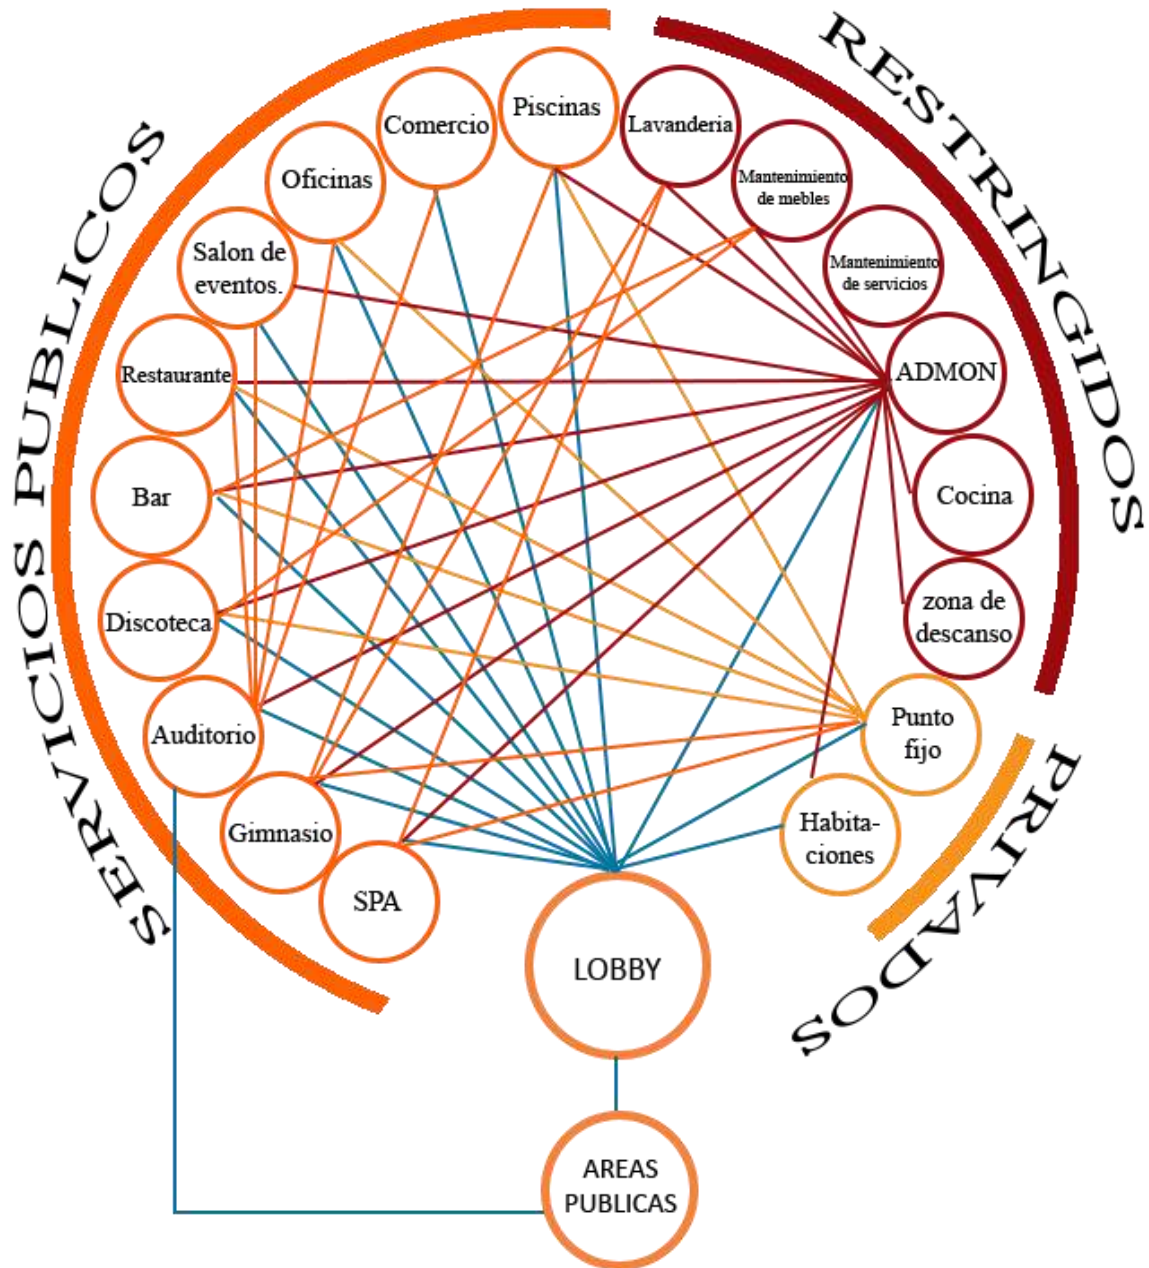 SERVICIOS PUBLICOS
RESTRINGIDOS
PRIVADOS
Piscinas
Comercio
Oficinas
Salon de
eventos.
Restaurante
Bar
Discoteca
Auditorio
Gimnasio
SPA
Lavanderia
Mantenimiento
de mebles
Mantenimiento
de servicios
ADMON
Cocina
zona de
descanso
Punto
fijo
Habita-
ciones
LOBBY
AREAS
PUBLICAS